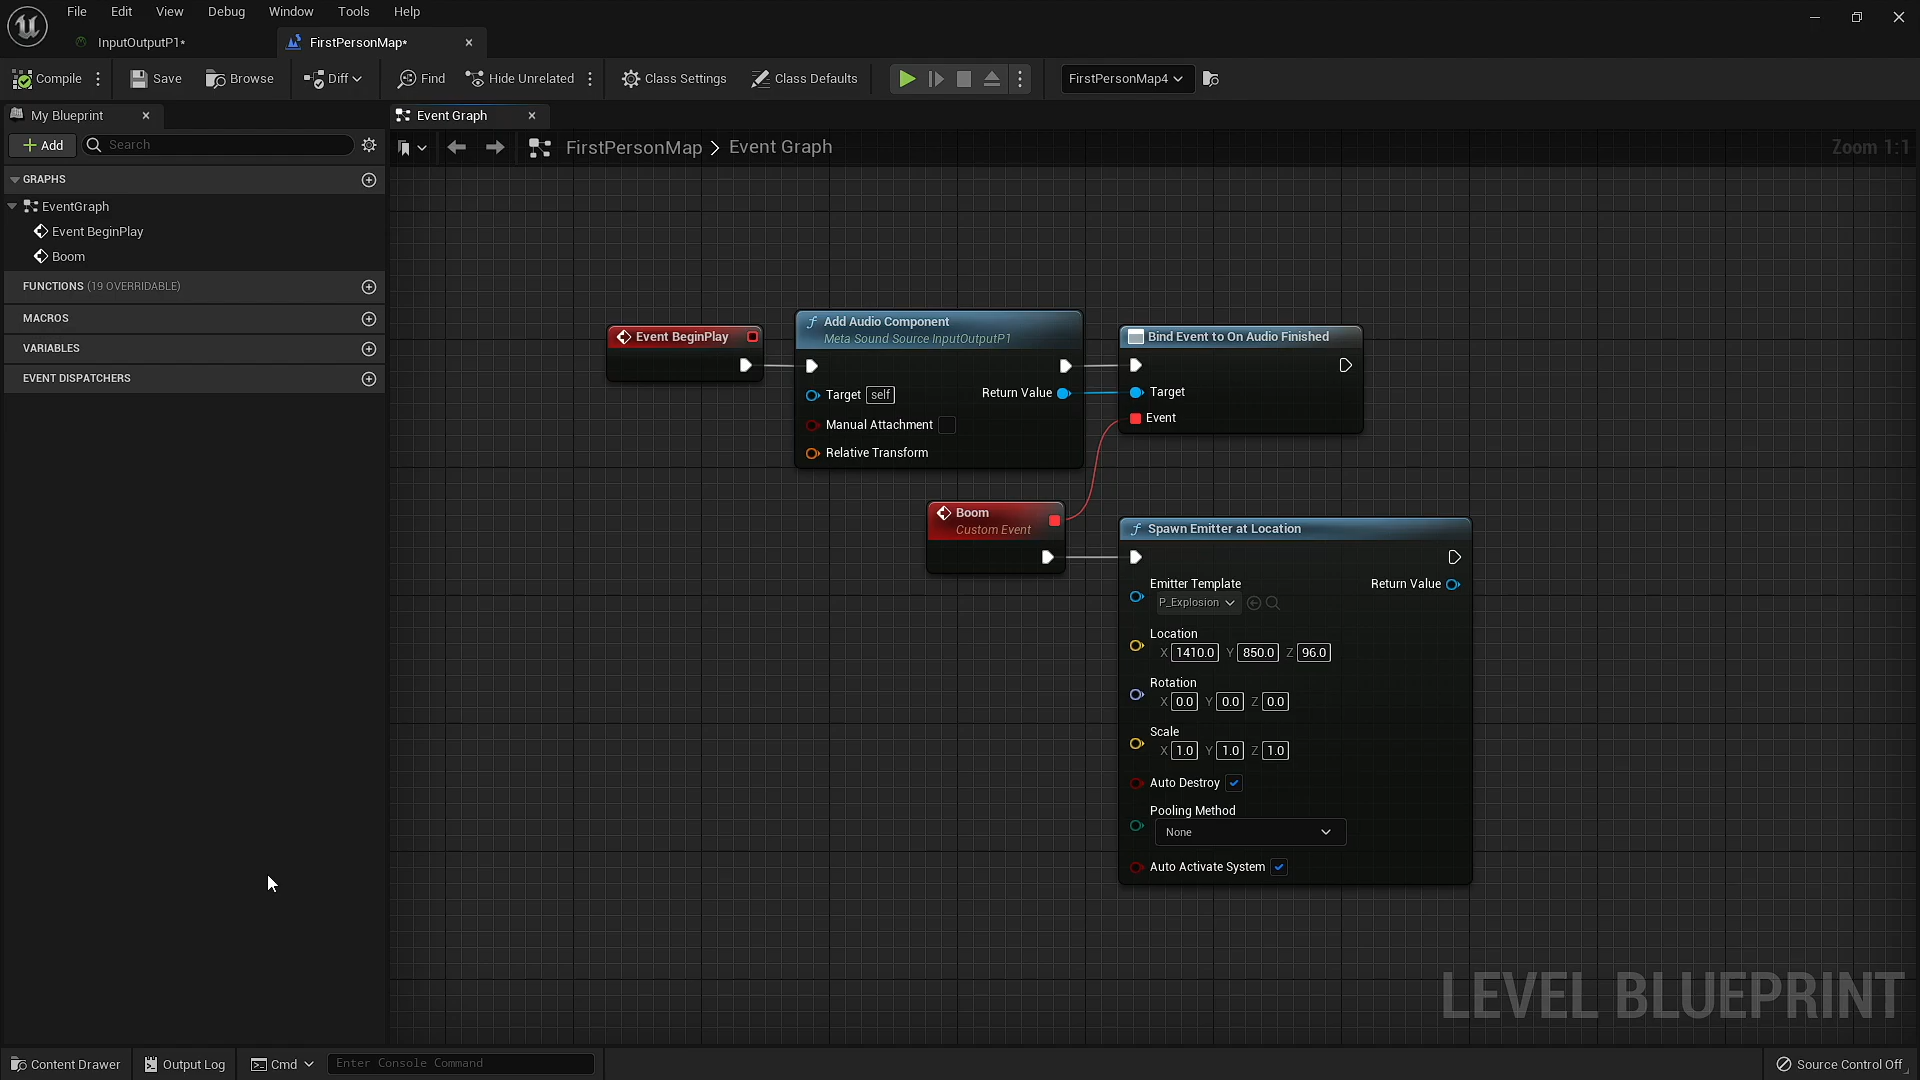 File Edit View Debug Window Tools Help
InputOutputP1* FirstPersonMap*
Compile Save Browse Diff Find Hide Unrelated Class Settings Class Defaults FirstPersonMap4
My Blueprint Event Graph
Add Search FirstPersonMap > Event Graph Zoom 1:1
GRAPHS
EventGraph
Event BeginPlay
Boom
FUNCTIONS (19 OVERRIDABLE)
MACROS
VARIABLES
EVENT DISPATCHERS
Event BeginPlay
Add Audio Component
Meta Sound Source InputOutputP1
Target self Return Value
Manual Attachment
Relative Transform
Bind Event to On Audio Finished
Target
Event
Boom
Custom Event
Spawn Emitter at Location
Emitter Template Return Value
P_Explosion
Location
X 1410.0 Y 850.0 Z 96.0
Rotation
X 0.0 Y 0.0 Z 0.0
Scale
X 1.0 Y 1.0 Z 1.0
Auto Destroy
Pooling Method
None
Auto Activate System
LEVEL BLUEPRINT
Content Drawer Output Log Cmd Enter Console Command Source Control Off